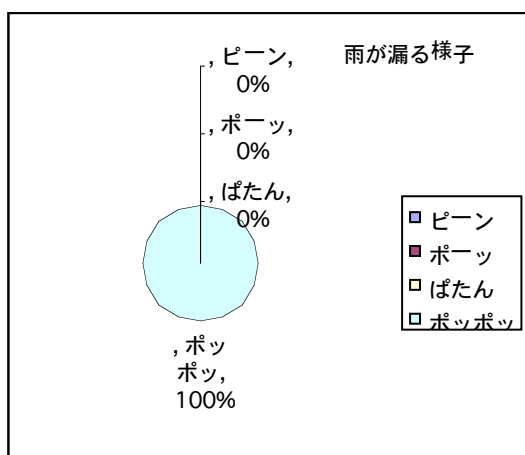 雨が漏る様子
, ピーン,
0%
, ポーッ,
0%
, ぱたん,
0%
, ポッ
ポッ,
100%
ピーン
ポーッ
ぱたん
ポッポッ